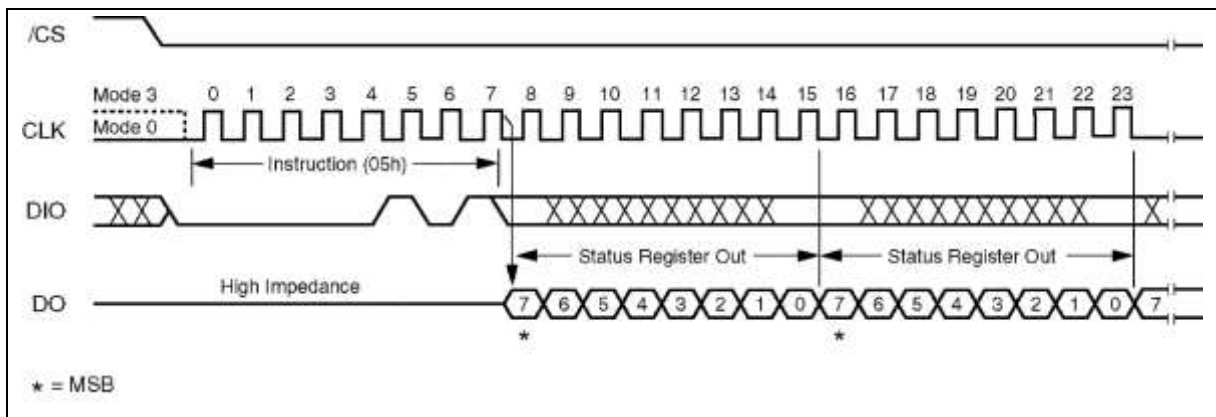 /CS
Mode 3 0 1 2 3 4 5 6 7 8 9 10 11 12 13 14 15 16 17 18 19 20 21 22 23
CLK Mode 0
Instruction (05h)
DIO
Status Register Out Status Register Out
High Impedance
DO 7 6 5 4 3 2 1 0 7 6 5 4 3 2 1 0 7
* *
* = MSB